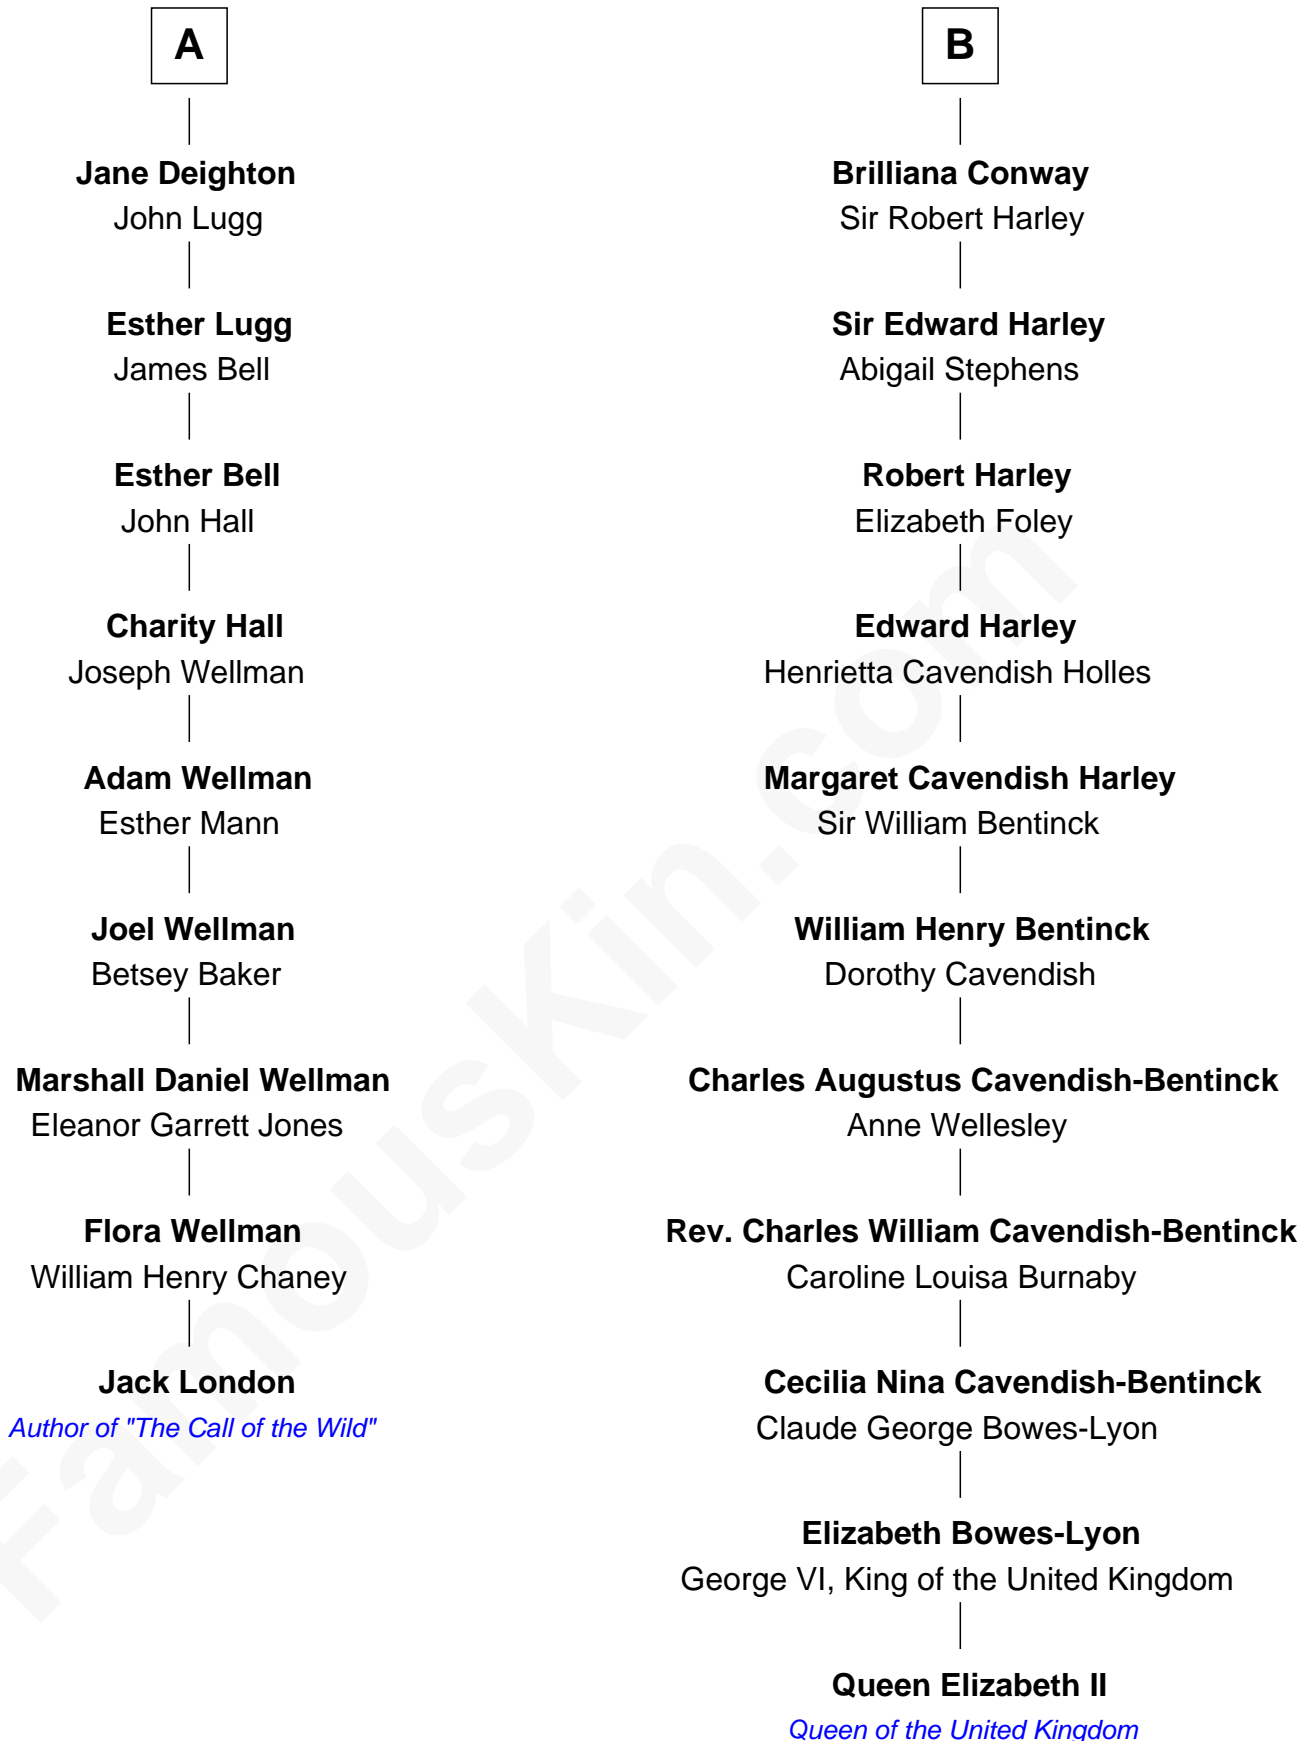 A
Jane Deighton
John Lugg
Esther Lugg
James Bell
Esther Bell
John Hall
Charity Hall
Joseph Wellman
Adam Wellman
Esther Mann
Joel Wellman
Betsey Baker
Marshall Daniel Wellman
Eleanor Garrett Jones
Flora Wellman
William Henry Chaney
Jack London
Author of "The Call of the Wild"
B
Brilliana Conway
Sir Robert Harley
Sir Edward Harley
Abigail Stephens
Robert Harley
Elizabeth Foley
Edward Harley
Henrietta Cavendish Holles
Margaret Cavendish Harley
Sir William Bentinck
William Henry Bentinck
Dorothy Cavendish
Charles Augustus Cavendish-Bentinck
Anne Wellesley
Rev. Charles William Cavendish-Bentinck
Caroline Louisa Burnaby
Cecilia Nina Cavendish-Bentinck
Claude George Bowes-Lyon
Elizabeth Bowes-Lyon
George VI, King of the United Kingdom
Queen Elizabeth II
Queen of the United Kingdom
FamousKin.com